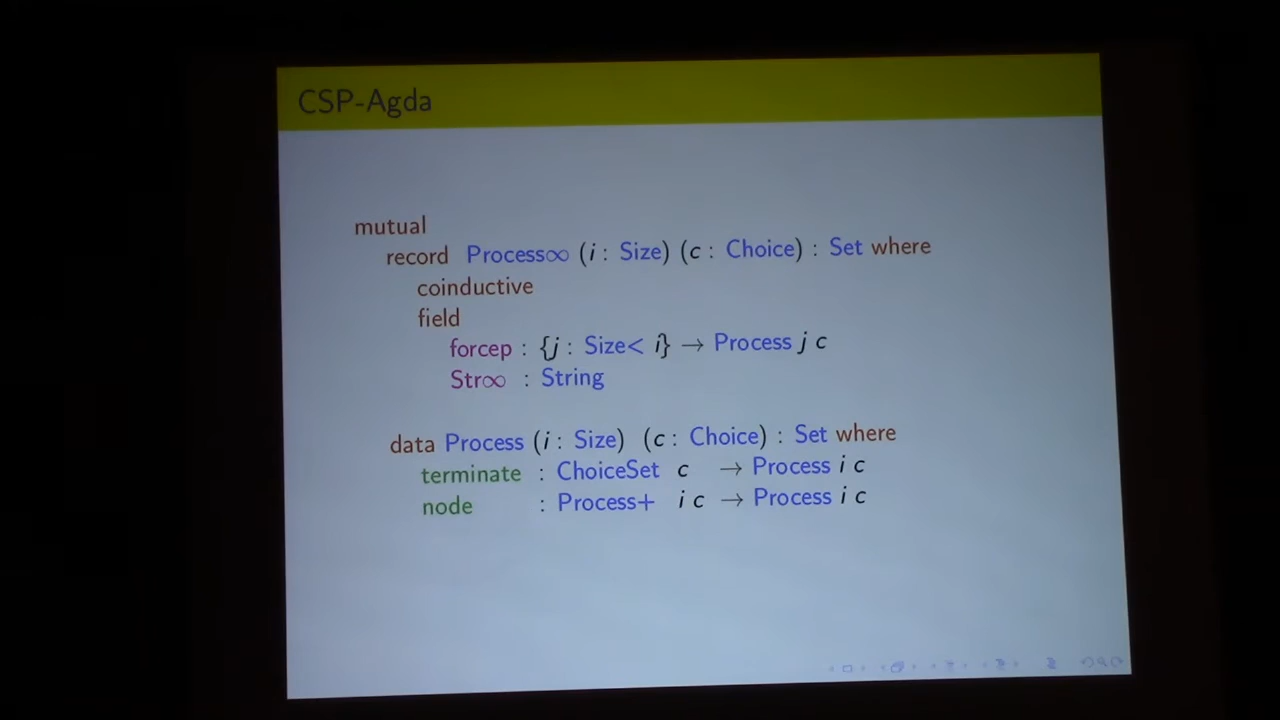 CSP-Agda
mutual
record Process∞ (i : Size) (c : Choice) : Set where
coinductive
field
forcep : {j : Size< i} → Process j c
Str∞ : String
data Process (i : Size) (c : Choice) : Set where
terminate : ChoiceSet c → Process i c
node : Process+ i c → Process i c